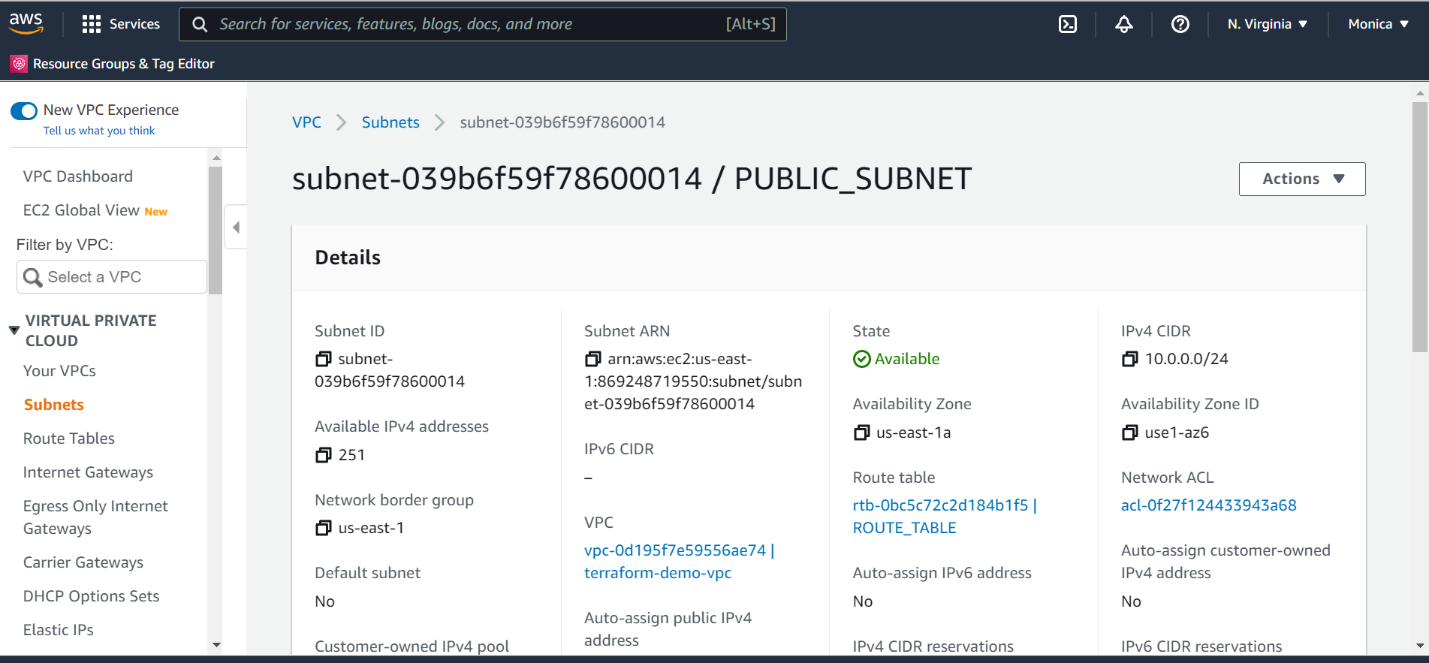 aws
Services
Search for services, features, blogs, docs, and more
[Alt+S]
N. Virginia
Monica
Resource Groups & Tag Editor
New VPC Experience
Tell us what you think
VPC Dashboard
EC2 Global View New
Filter by VPC:
Select a VPC
VIRTUAL PRIVATE
CLOUD
Your VPCs
Subnets
Route Tables
Internet Gateways
Egress Only Internet
Gateways
Carrier Gateways
DHCP Options Sets
Elastic IPs
VPC
Subnets
subnet-039b6f59f78600014
subnet-039b6f59f78600014 / PUBLIC_SUBNET
Actions
Details
Subnet ID
subnet-
039b6f59f78600014
Available IPv4 addresses
251
Network border group
us-east-1
Default subnet
No
Customer-owned IPv4 pool
Subnet ARN
arn:aws:ec2:us-east-
1:869248719550:subnet/subn
et-039b6f59f78600014
IPv6 CIDR
–
VPC
vpc-0d195f7e59556ae74 |
terraform-demo-vpc
Auto-assign public IPv4
address
State
Available
Availability Zone
us-east-1a
Route table
rtb-0bc5c72c2d184b1f5 |
ROUTE_TABLE
Auto-assign IPv6 address
No
IPv4 CIDR reservations
IPv4 CIDR
10.0.0.0/24
Availability Zone ID
use1-az6
Network ACL
acl-0f27f124433943a68
Auto-assign customer-owned
IPv4 address
No
IPv6 CIDR reservations